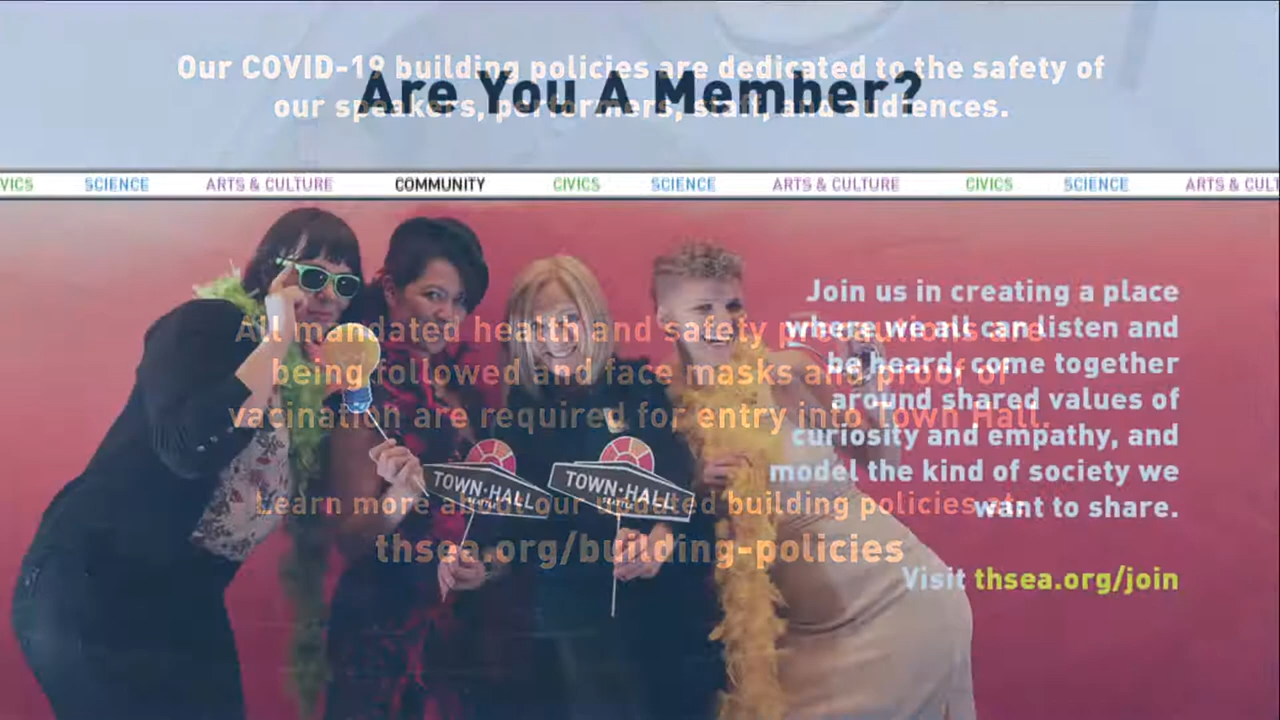 Our COVID-19 building policies are dedicated to the safety of
our speakers, performers, staff, and audiences.
Are You A Member?
VICS SCIENCE ARTS & CULTURE COMMUNITY CIVICS SCIENCE ARTS & CULTURE CIVICS SCIENCE ARTS & CULT
Join us in creating a place
where we all can listen and
be heard, come together
around shared values of
curiosity and empathy, and
model the kind of society we
want to share.
Visit thsea.org/join
All mandated health and safety precautions are
being followed and face masks and proof of
vacination are required for entry into Town Hall.
Learn more about our updated building policies at:
thsea.org/building-policies
TOWN·HALL
SEATTLE
TOWN·HALL
SEATTLE